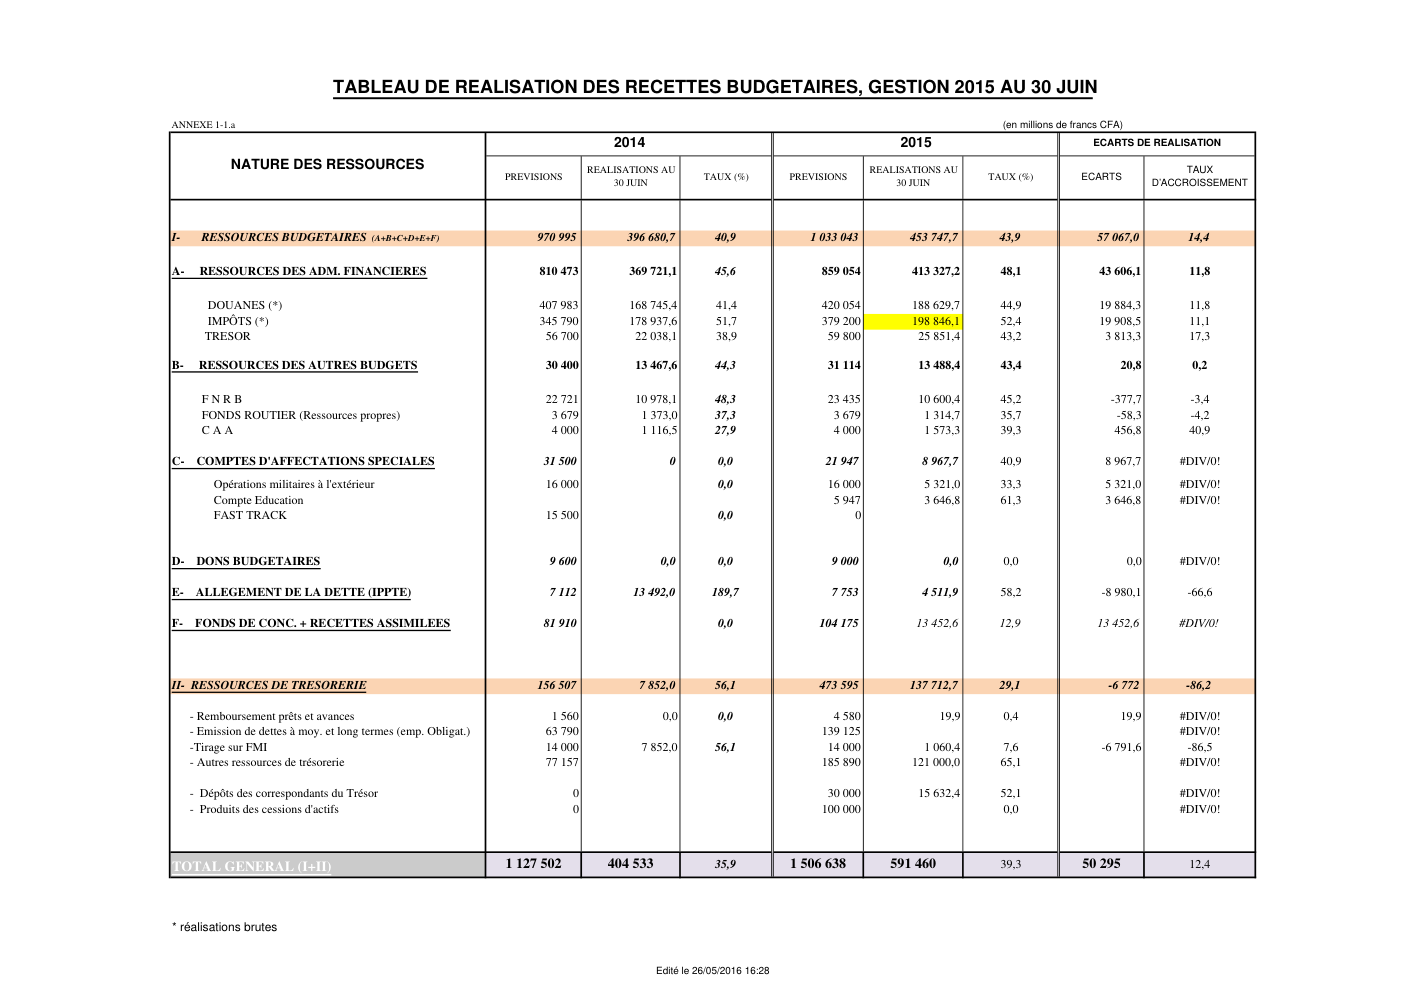 TABLEAU DE REALISATION DES RECETTES BUDGETAIRES, GESTION 2015 AU 30 JUIN
ANNEXE 1-1.a (en millions de francs CFA)
NATURE DES RESSOURCES 2014 2015 ECARTS DE REALISATION
PREVISIONS REALISATIONS AU 30 JUIN TAUX (%) PREVISIONS REALISATIONS AU 30 JUIN TAUX (%) ECARTS TAUX D'ACCROISSEMENT
I- RESSOURCES BUDGETAIRES (A+B+C+D+E+F) 970 995 396 680,7 40,9 1 033 043 453 747,7 43,9 57 067,0 14,4
A- RESSOURCES DES ADM. FINANCIERES 810 473 369 721,1 45,6 859 054 413 327,2 48,1 43 606,1 11,8
DOUANES (*) 407 983 168 745,4 41,4 420 054 188 629,7 44,9 19 884,3 11,8
IMPÔTS (*) 345 790 178 937,6 51,7 379 200 198 846,1 52,4 19 908,5 11,1
TRESOR 56 700 22 038,1 38,9 59 800 25 851,4 43,2 3 813,3 17,3
B- RESSOURCES DES AUTRES BUDGETS 30 400 13 467,6 44,3 31 114 13 488,4 43,4 20,8 0,2
F N R B 22 721 10 978,1 48,3 23 435 10 600,4 45,2 -377,7 -3,4
FONDS ROUTIER (Ressources propres) 3 679 1 373,0 37,3 3 679 1 314,7 35,7 -58,3 -4,2
C A A 4 000 1 116,5 27,9 4 000 1 573,3 39,3 456,8 40,9
C- COMPTES D'AFFECTATIONS SPECIALES 31 500 0 0,0 21 947 8 967,7 40,9 8 967,7 #DIV/0!
Opérations militaires à l'extérieur 16 000 0,0 16 000 5 321,0 33,3 5 321,0 #DIV/0!
Compte Education 5 947 3 646,8 61,3 3 646,8 #DIV/0!
FAST TRACK 15 500 0,0 0
D- DONS BUDGETAIRES 9 600 0,0 0,0 9 000 0,0 0,0 0,0 #DIV/0!
E- ALLEGEMENT DE LA DETTE (IPPTE) 7 112 13 492,0 189,7 7 753 4 511,9 58,2 -8 980,1 -66,6
F- FONDS DE CONC. + RECETTES ASSIMILEES 81 910 0,0 104 175 13 452,6 12,9 13 452,6 #DIV/0!
II- RESSOURCES DE TRESORERIE 156 507 7 852,0 56,1 473 595 137 712,7 29,1 -6 772 -86,2
- Remboursement prêts et avances 1 560 0,0 0,0 4 580 19,9 0,4 19,9 #DIV/0!
- Emission de dettes à moy. et long termes (emp. Obligat.) 63 790 139 125 #DIV/0!
-Tirage sur FMI 14 000 7 852,0 56,1 14 000 1 060,4 7,6 -6 791,6 -86,5
- Autres ressources de trésorerie 77 157 185 890 121 000,0 65,1 #DIV/0!
- Dépôts des correspondants du Trésor 0 30 000 15 632,4 52,1 #DIV/0!
- Produits des cessions d'actifs 0 100 000 0,0 #DIV/0!
TOTAL GENERAL (I+II) 1 127 502 404 533 35,9 1 506 638 591 460 39,3 50 295 12,4
* réalisations brutes
Edité le 26/05/2016 16:28